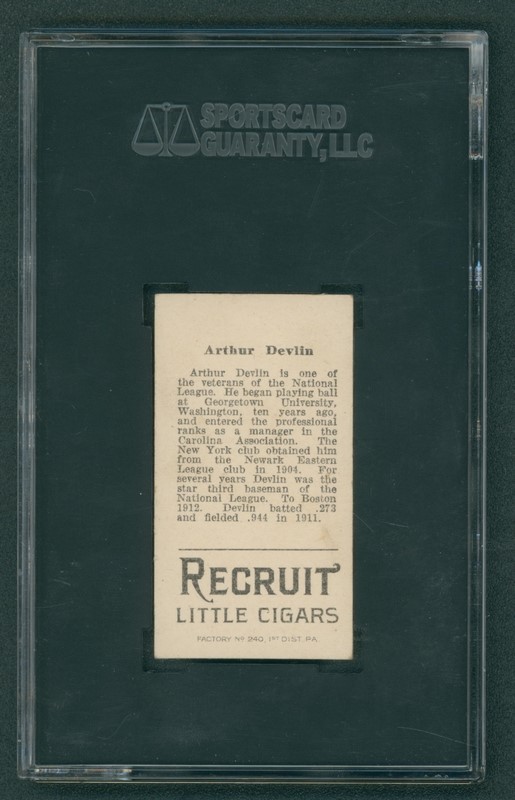 SPORTSCARD
GUARANTY, LLC
Arthur Devlin
Arthur Devlin is one of
the veterans of the National
League. He began playing ball
at Georgetown University,
Washington, ten years ago,
and entered the professional
ranks as a manager in the
Carolina Association. The
New York club obtained him
from the Newark Eastern
League club in 1904. For
several years Devlin was the
star third baseman of the
National League. To Boston
1912. Devlin batted .273
and fielded .944 in 1911.
RECRUIT
LITTLE CIGARS
FACTORY Nº 240, 1ST DIST. PA.